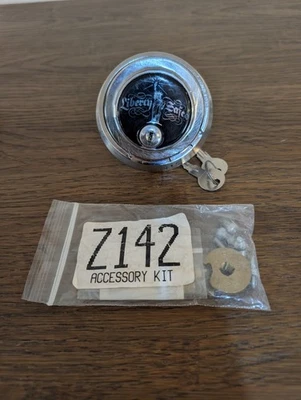 Liberty Safe
Z142
ACCESSORY KIT